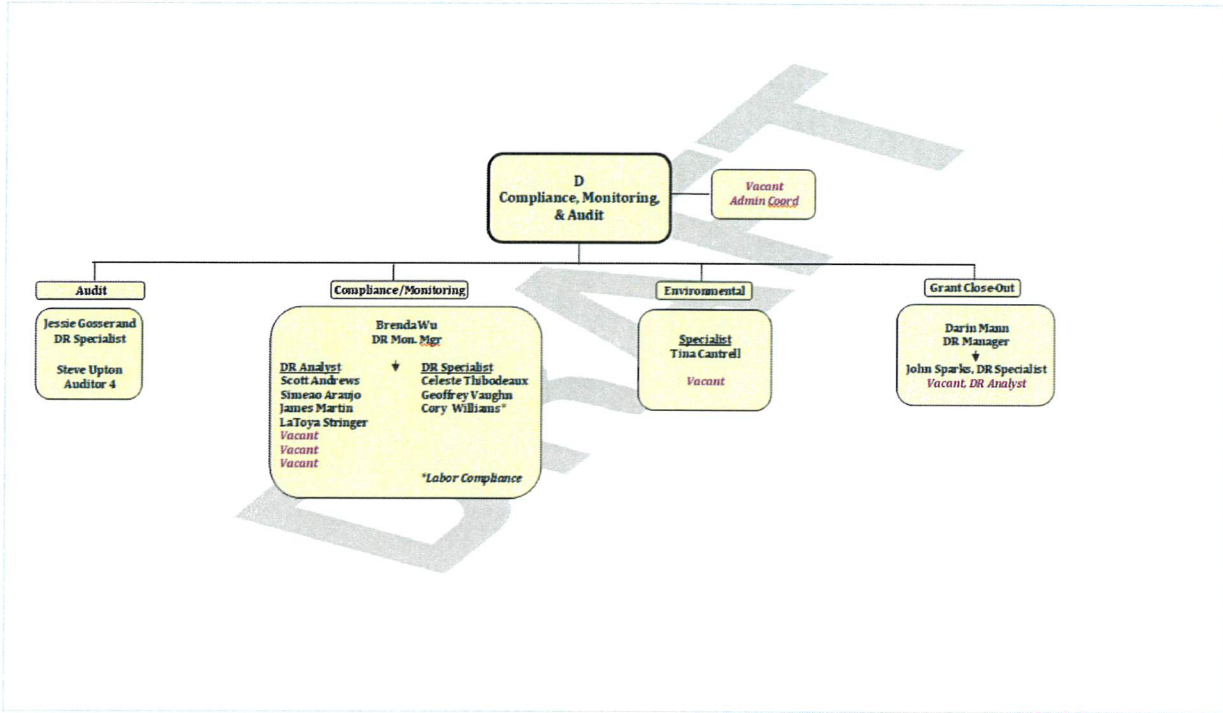 D
Compliance, Monitoring,
& Audit
Vacant
Admin Coord
Audit
Jessie Gosserand
DR Specialist
Steve Upton
Auditor 4
Compliance/Monitoring
Brenda Wu
DR Mon. Mgr
DR Analyst
Scott Andrews
Simeao Araujo
James Martin
LaToya Stringer
Vacant
Vacant
Vacant
DR Specialist
Celeste Thibodeaux
Geoffrey Vaughn
Cory Williams*
*Labor Compliance
Environmental
Specialist
Tina Cantrell
Vacant
Grant Close-Out
Darin Mann
DR Manager
John Sparks, DR Specialist
Vacant, DR Analyst
DRAFT